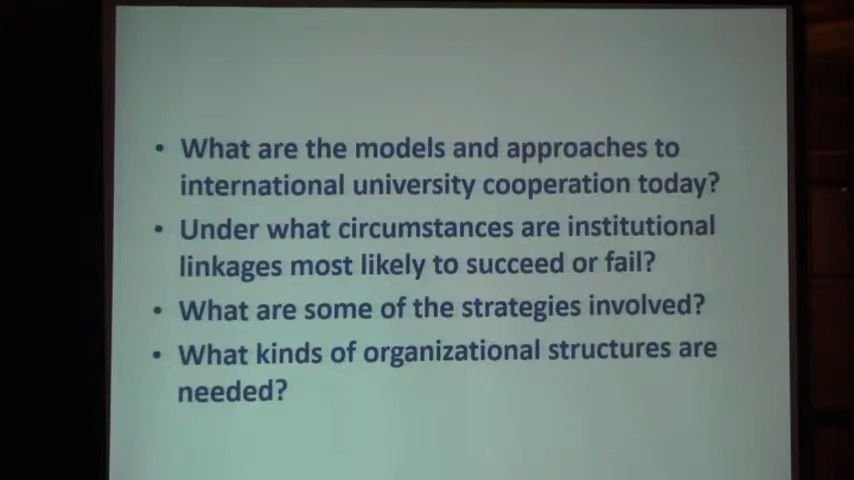 • What are the models and approaches to
international university cooperation today?
• Under what circumstances are institutional
linkages most likely to succeed or fail?
• What are some of the strategies involved?
• What kinds of organizational structures are
needed?